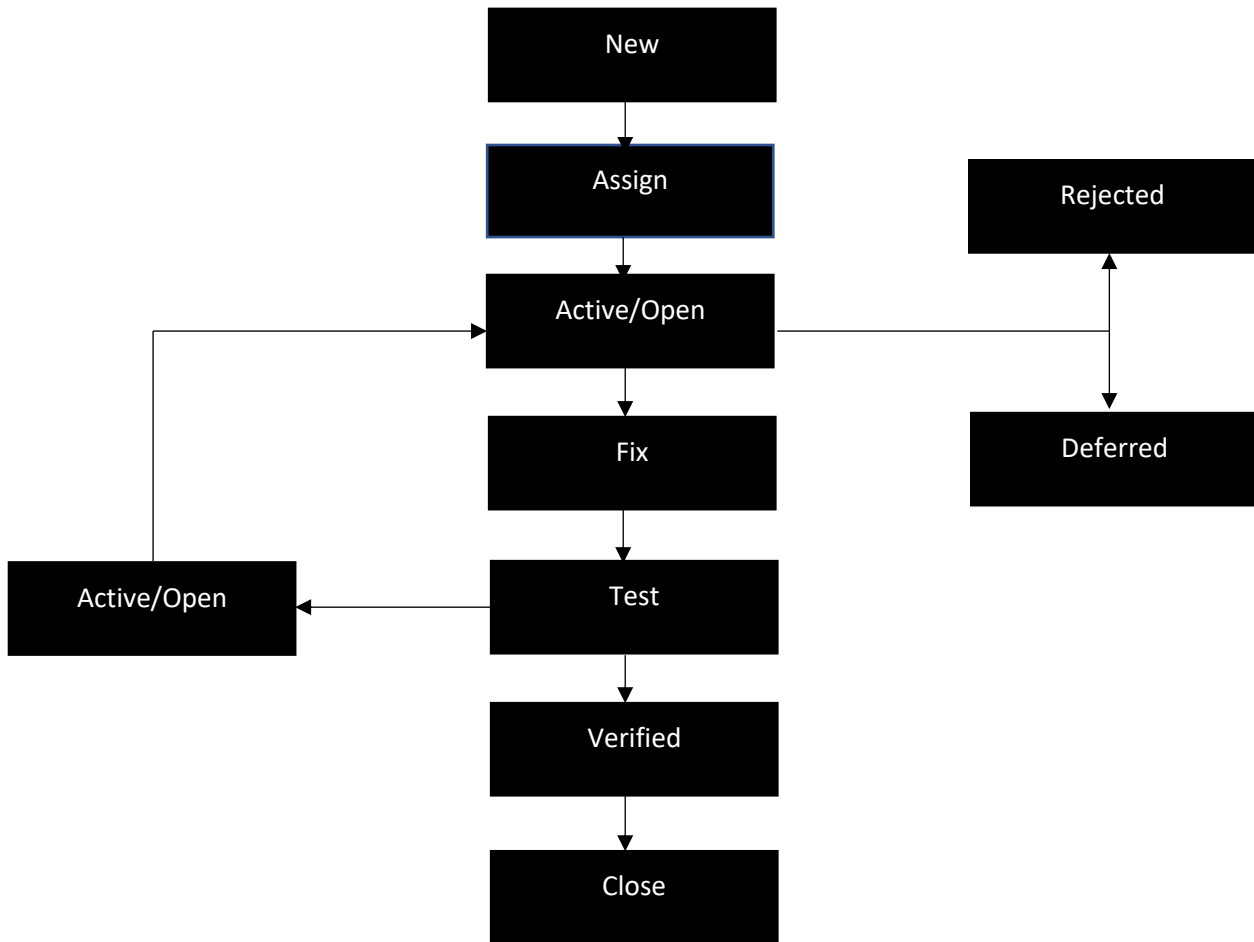 New
Assign
Rejected
Active/Open
Fix
Deferred
Active/Open
Test
Verified
Close